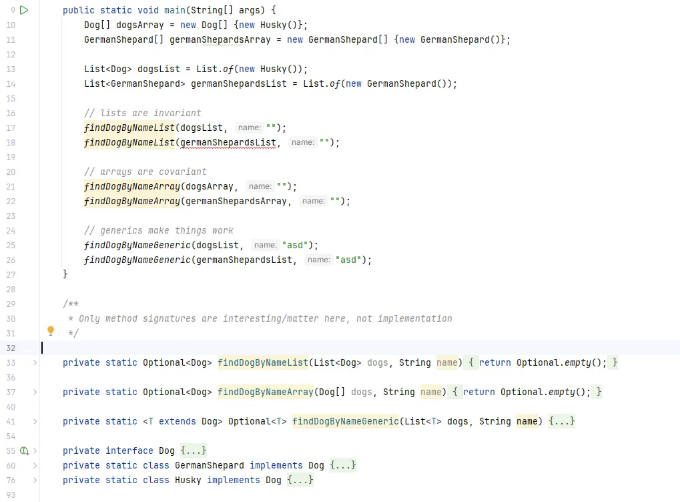 9 public static void main(String[] args) {
10 Dog[] dogsArray = new Dog[] {new Husky()};
11 GermanShepard[] germanShepardsArray = new GermanShepard[] {new GermanShepard()};
12
13 List<Dog> dogsList = List.of(new Husky());
14 List<GermanShepard> germanShepardsList = List.of(new GermanShepard());
15
16 // lists are invariant
17 findDogByNameList(dogsList, name: "");
18 findDogByNameList(germanShepardsList, name: "");
19
20 // arrays are covariant
21 findDogByNameArray(dogsArray, name: "");
22 findDogByNameArray(germanShepardsArray, name: "");
23
24 // generics make things work
25 findDogByNameGeneric(dogsList, name: "asd");
26 findDogByNameGeneric(germanShepardsList, name: "asd");
27 }
28
29 /**
30 * Only method signatures are interesting/matter here, not implementation
31 */
32
33 private static Optional<Dog> findDogByNameList(List<Dog> dogs, String name) { return Optional.empty(); }
36
37 private static Optional<Dog> findDogByNameArray(Dog[] dogs, String name) { return Optional.empty(); }
40
41 private static <T extends Dog> Optional<T> findDogByNameGeneric(List<T> dogs, String name) {...}
54
55 private interface Dog {...}
60 private static class GermanShepard implements Dog {...}
76 private static class Husky implements Dog {...}
93